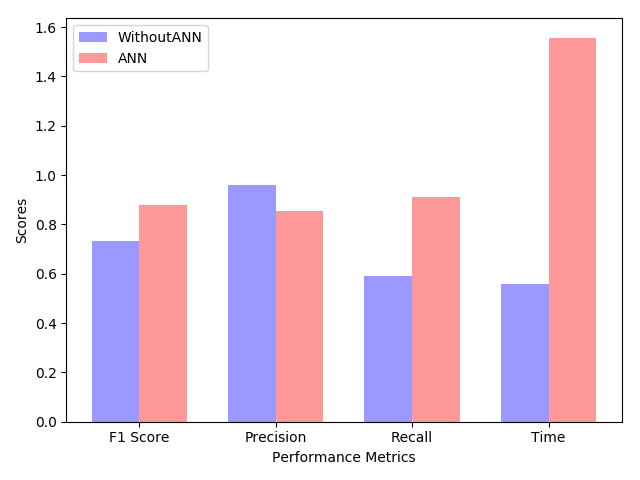 WithoutANN
ANN
Scores
1.6
1.4
1.2
1.0
0.8
0.6
0.4
0.2
0.0
F1 Score Precision Recall Time
Performance Metrics